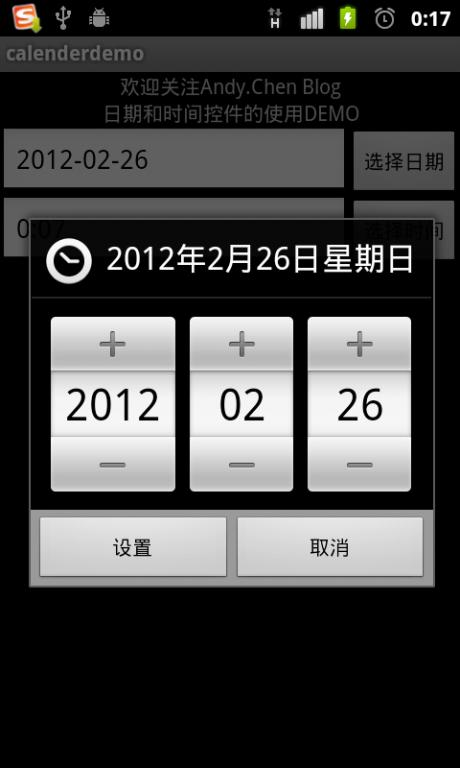 H 0:17
calenderdemo
欢迎关注Andy.Chen Blog
日期和时间控件的使用DEMO
2012-02-26 选择日期
0:07 选择时间
2012年2月26日星期日
+ + +
2012 02 26
− − −
设置 取消